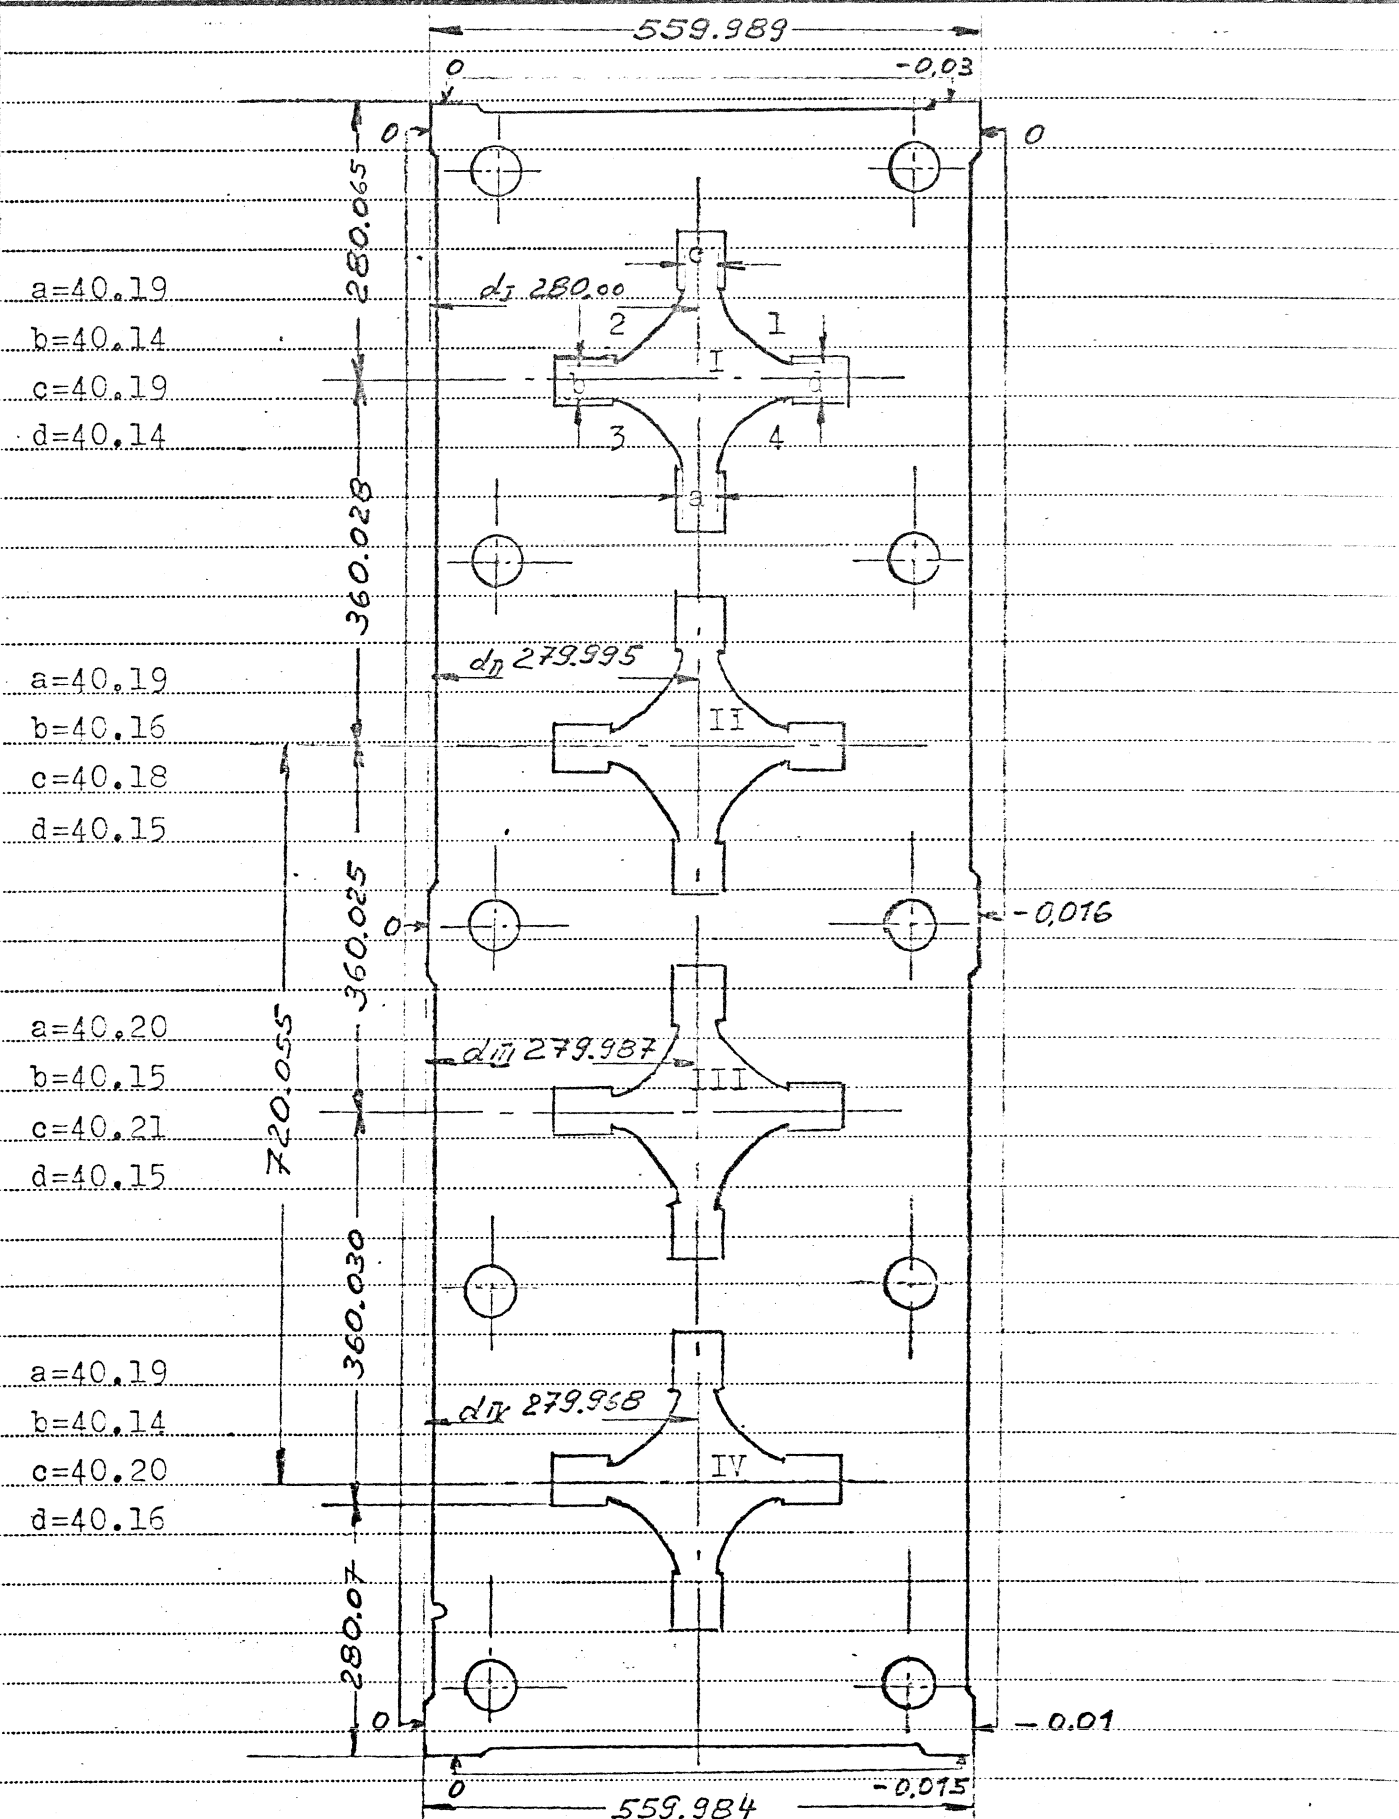 559.989
0 -0,03
0 0
280.065
a=40.19
b=40.14
c=40.19
d=40.14
dI 280.00
c
2 1
I
b d
3 4
a
360.028
a=40.19
b=40.16
c=40.18
d=40.15
dII 279.995
II
360.025
0 -0,016
720.055
a=40.20
b=40.15
c=40.21
d=40.15
dIII 279.987
III
360.030
a=40.19
b=40.14
c=40.20
d=40.16
dIV 279.968
IV
280.07
0 -0.01
0 -0.015
559.984